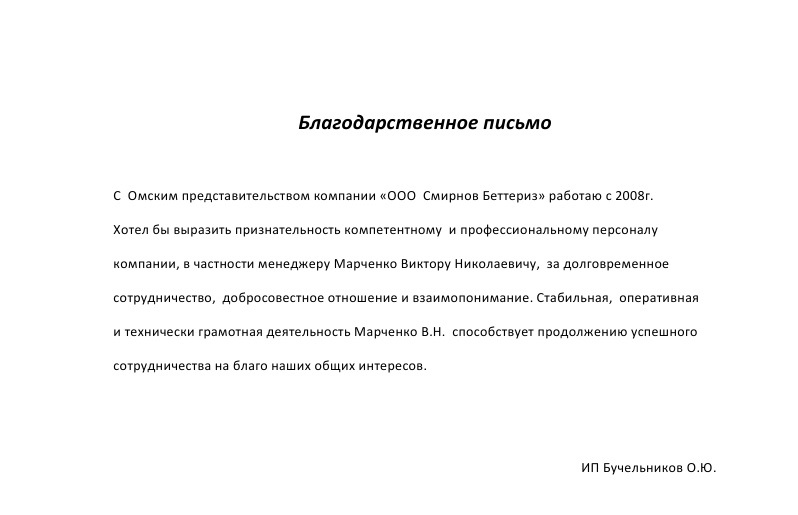 Благодарственное письмо
С  Омским представительством компании «ООО  Смирнов Беттериз» работаю с 2008г.
Хотел бы выразить признательность компетентному  и профессиональному персоналу
компании, в частности менеджеру Марченко Виктору Николаевичу,  за долговременное
сотрудничество,  добросовестное отношение и взаимопонимание. Стабильная,  оперативная
и технически грамотная деятельность Марченко В.Н.  способствует продолжению успешного
сотрудничества на благо наших общих интересов.
ИП Бучельников О.Ю.